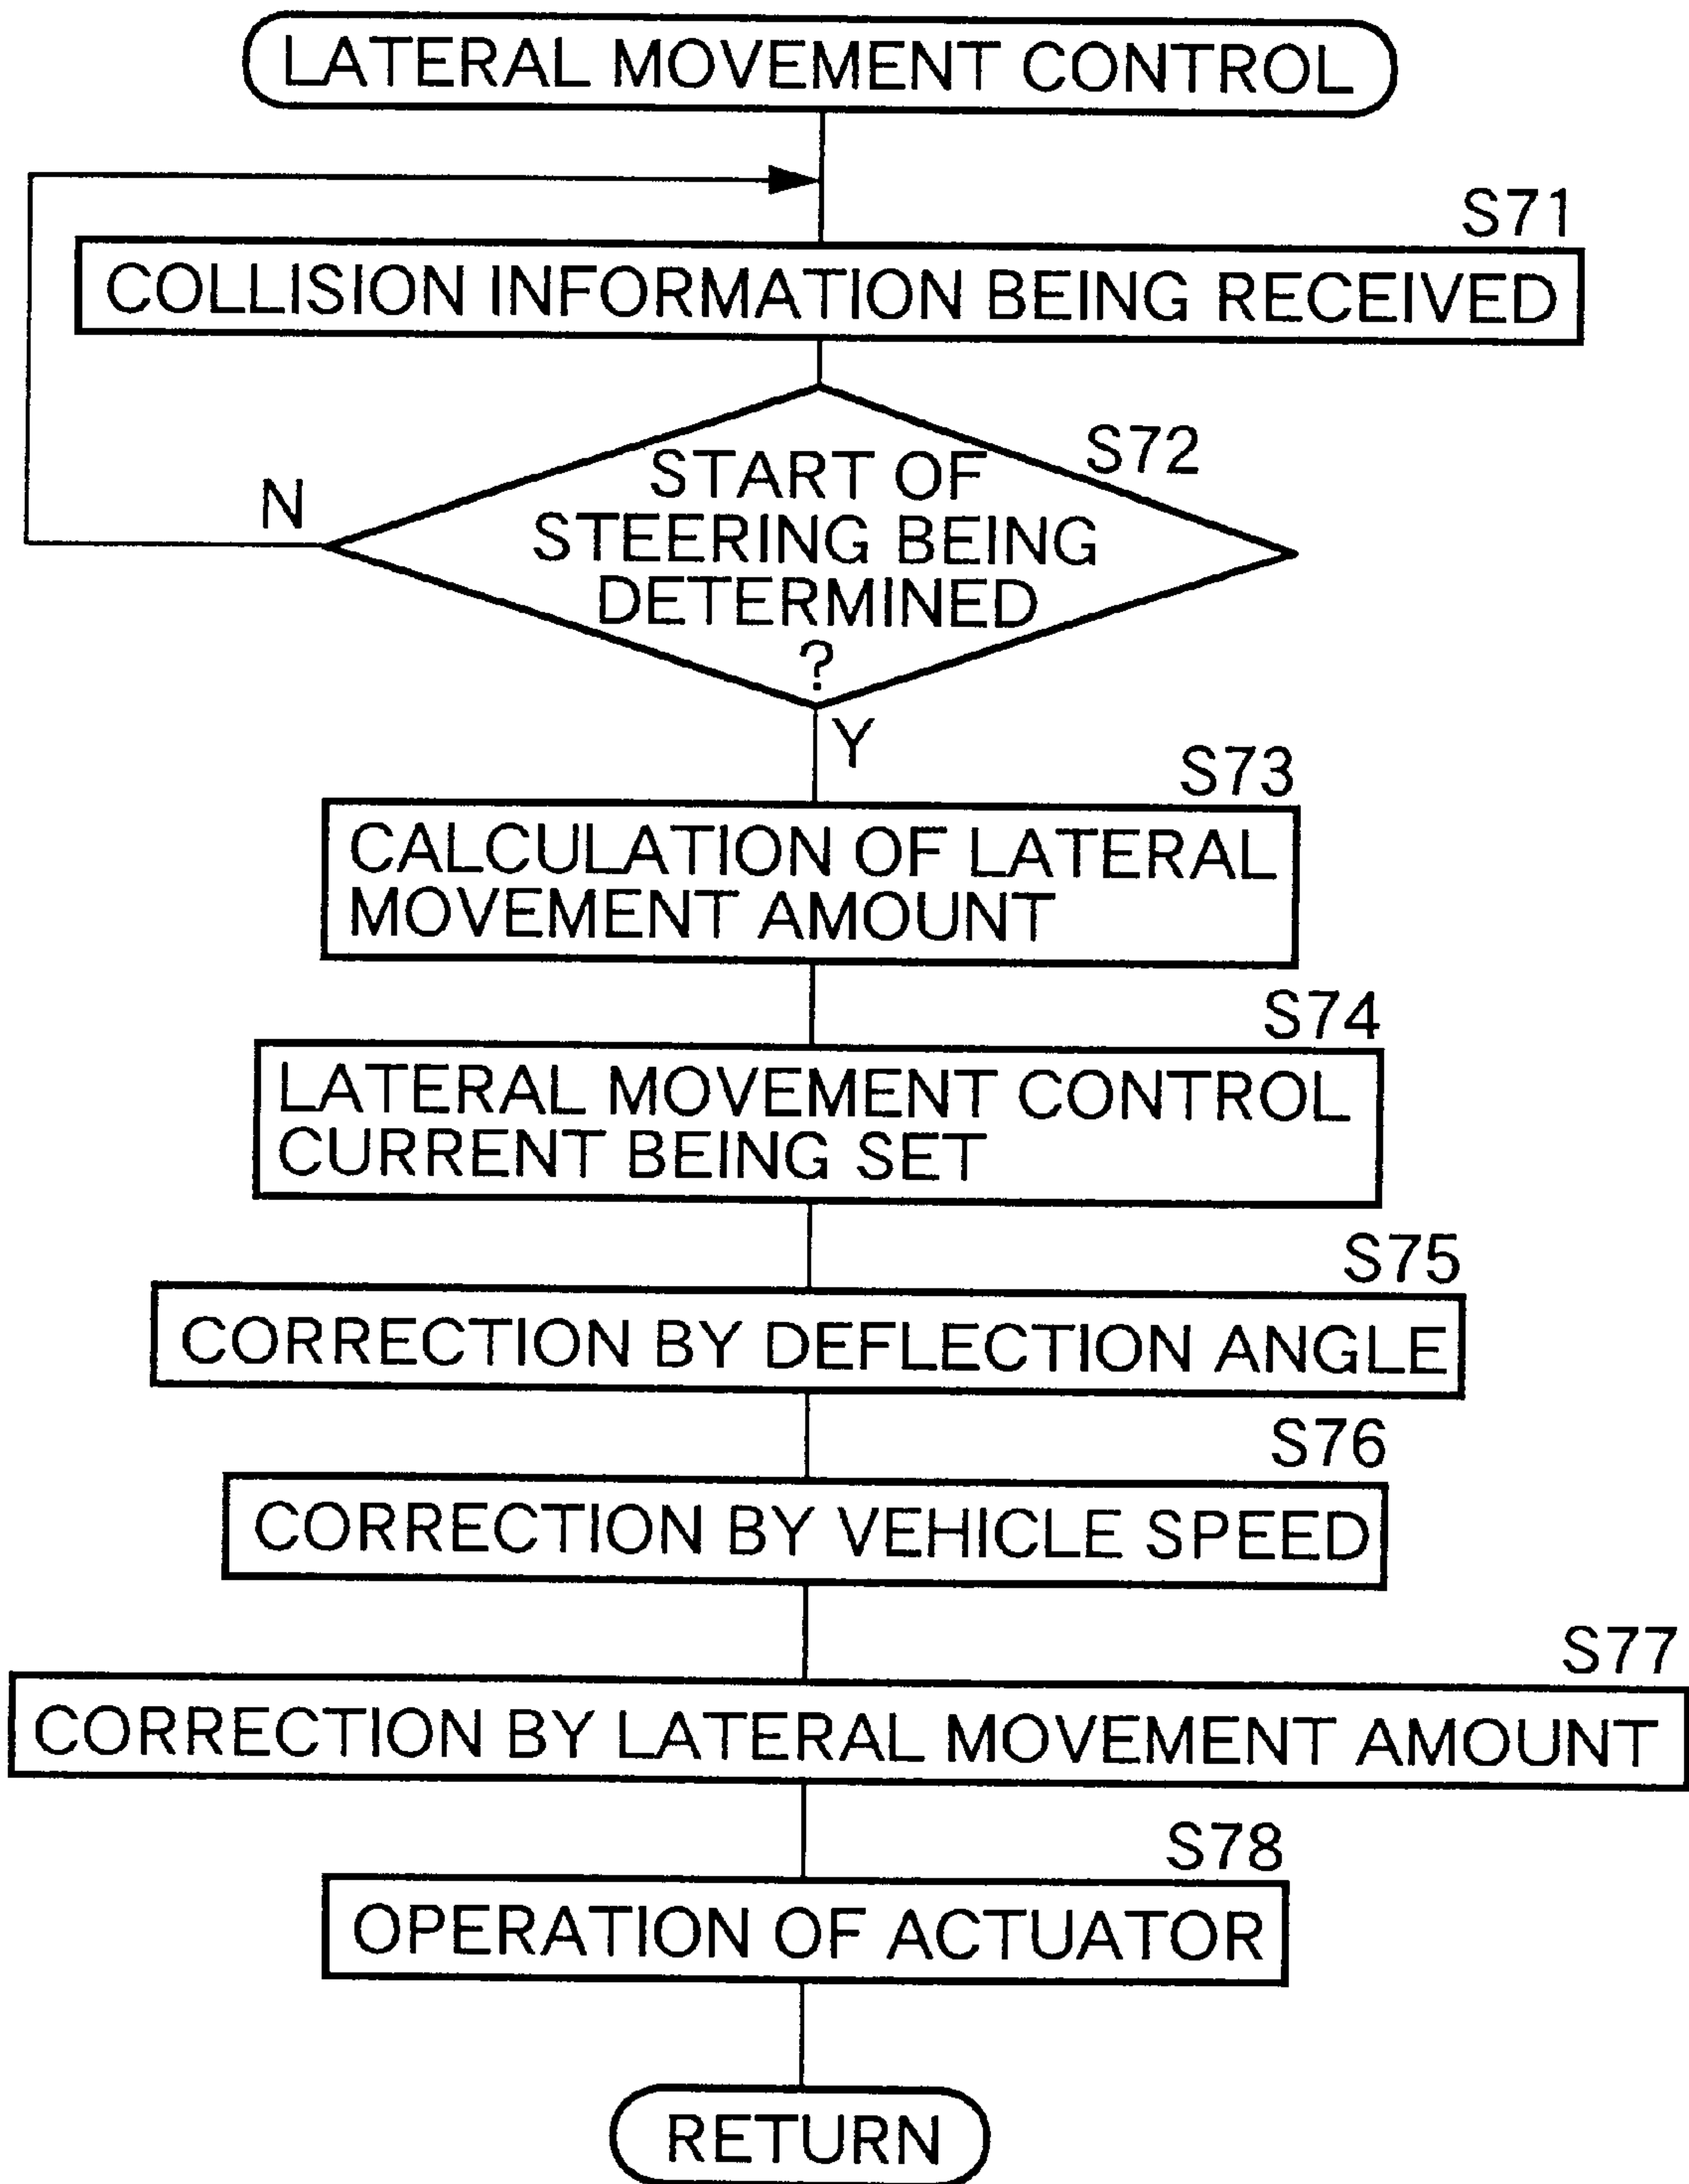 LATERAL MOVEMENT CONTROL
S71
COLLISION INFORMATION BEING RECEIVED
S72
START OF
STEERING BEING
DETERMINED
?
N
Y
S73
CALCULATION OF LATERAL
MOVEMENT AMOUNT
S74
LATERAL MOVEMENT CONTROL
CURRENT BEING SET
S75
CORRECTION BY DEFLECTION ANGLE
S76
CORRECTION BY VEHICLE SPEED
S77
CORRECTION BY LATERAL MOVEMENT AMOUNT
S78
OPERATION OF ACTUATOR
RETURN